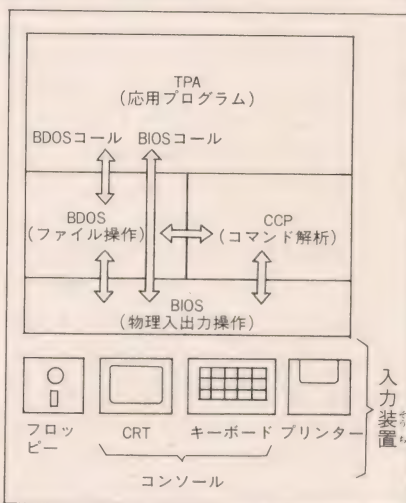 TPA
(応用プログラム)
BDOSコール BIOSコール
BDOS
(ファイル操作)
CCP
(コマンド解析)
BIOS
(物理入出力操作)
フロッ
ピー
CRT
キーボード
プリンター
コンソール
入力装置
そうち